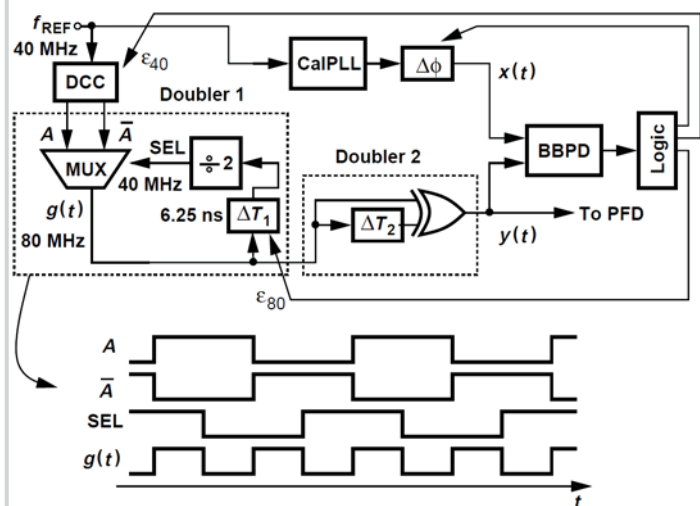 f_REF
40 MHz
ε40
CalPLL
Δϕ
x(t)
DCC
Doubler 1
A
A̅
SEL
MUX
÷2
40 MHz
BBPD
Logic
Doubler 2
g(t)
6.25 ns
ΔT1
ΔT2
To PFD
80 MHz
y(t)
ε80
A
A̅
SEL
g(t)
t